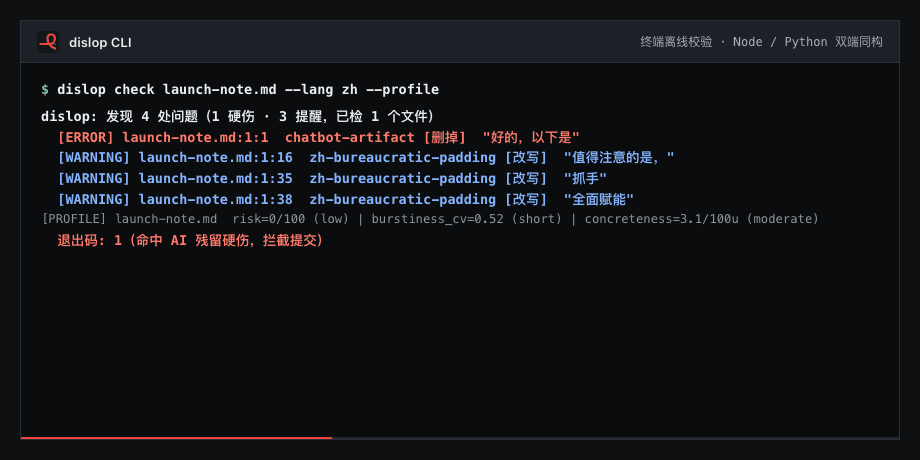 dislop CLI
终端离线校验 · Node / Python 双端同构
$ dislop check launch-note.md --lang zh --profile
dislop: 发现 4 处问题 (1 硬伤 · 3 提醒, 已检 1 个文件)
[ERROR] launch-note.md:1:1 chatbot-artifact [删掉] "好的, 以下是"
[WARNING] launch-note.md:1:16 zh-bureaucratic-padding [改写] "值得注意的是, "
[WARNING] launch-note.md:1:35 zh-bureaucratic-padding [改写] "抓手"
[WARNING] launch-note.md:1:38 zh-bureaucratic-padding [改写] "全面赋能"
[PROFILE] launch-note.md risk=0/100 (low) | burstiness_cv=0.52 (short) | concreteness=3.1/100u (moderate)
退出码: 1 (命中 AI 残留硬伤, 拦截提交)